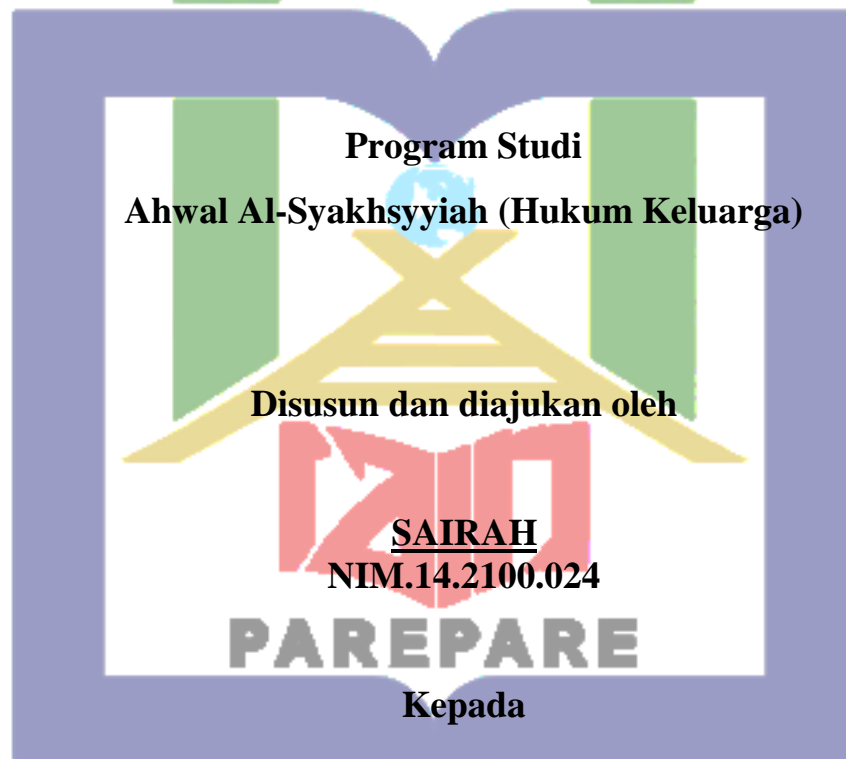 Program Studi
Ahwal Al-Syakhsyyiah (Hukum Keluarga)
Disusun dan diajukan oleh
SAIRAH
NIM.14.2100.024
PAREPARE
Kepada